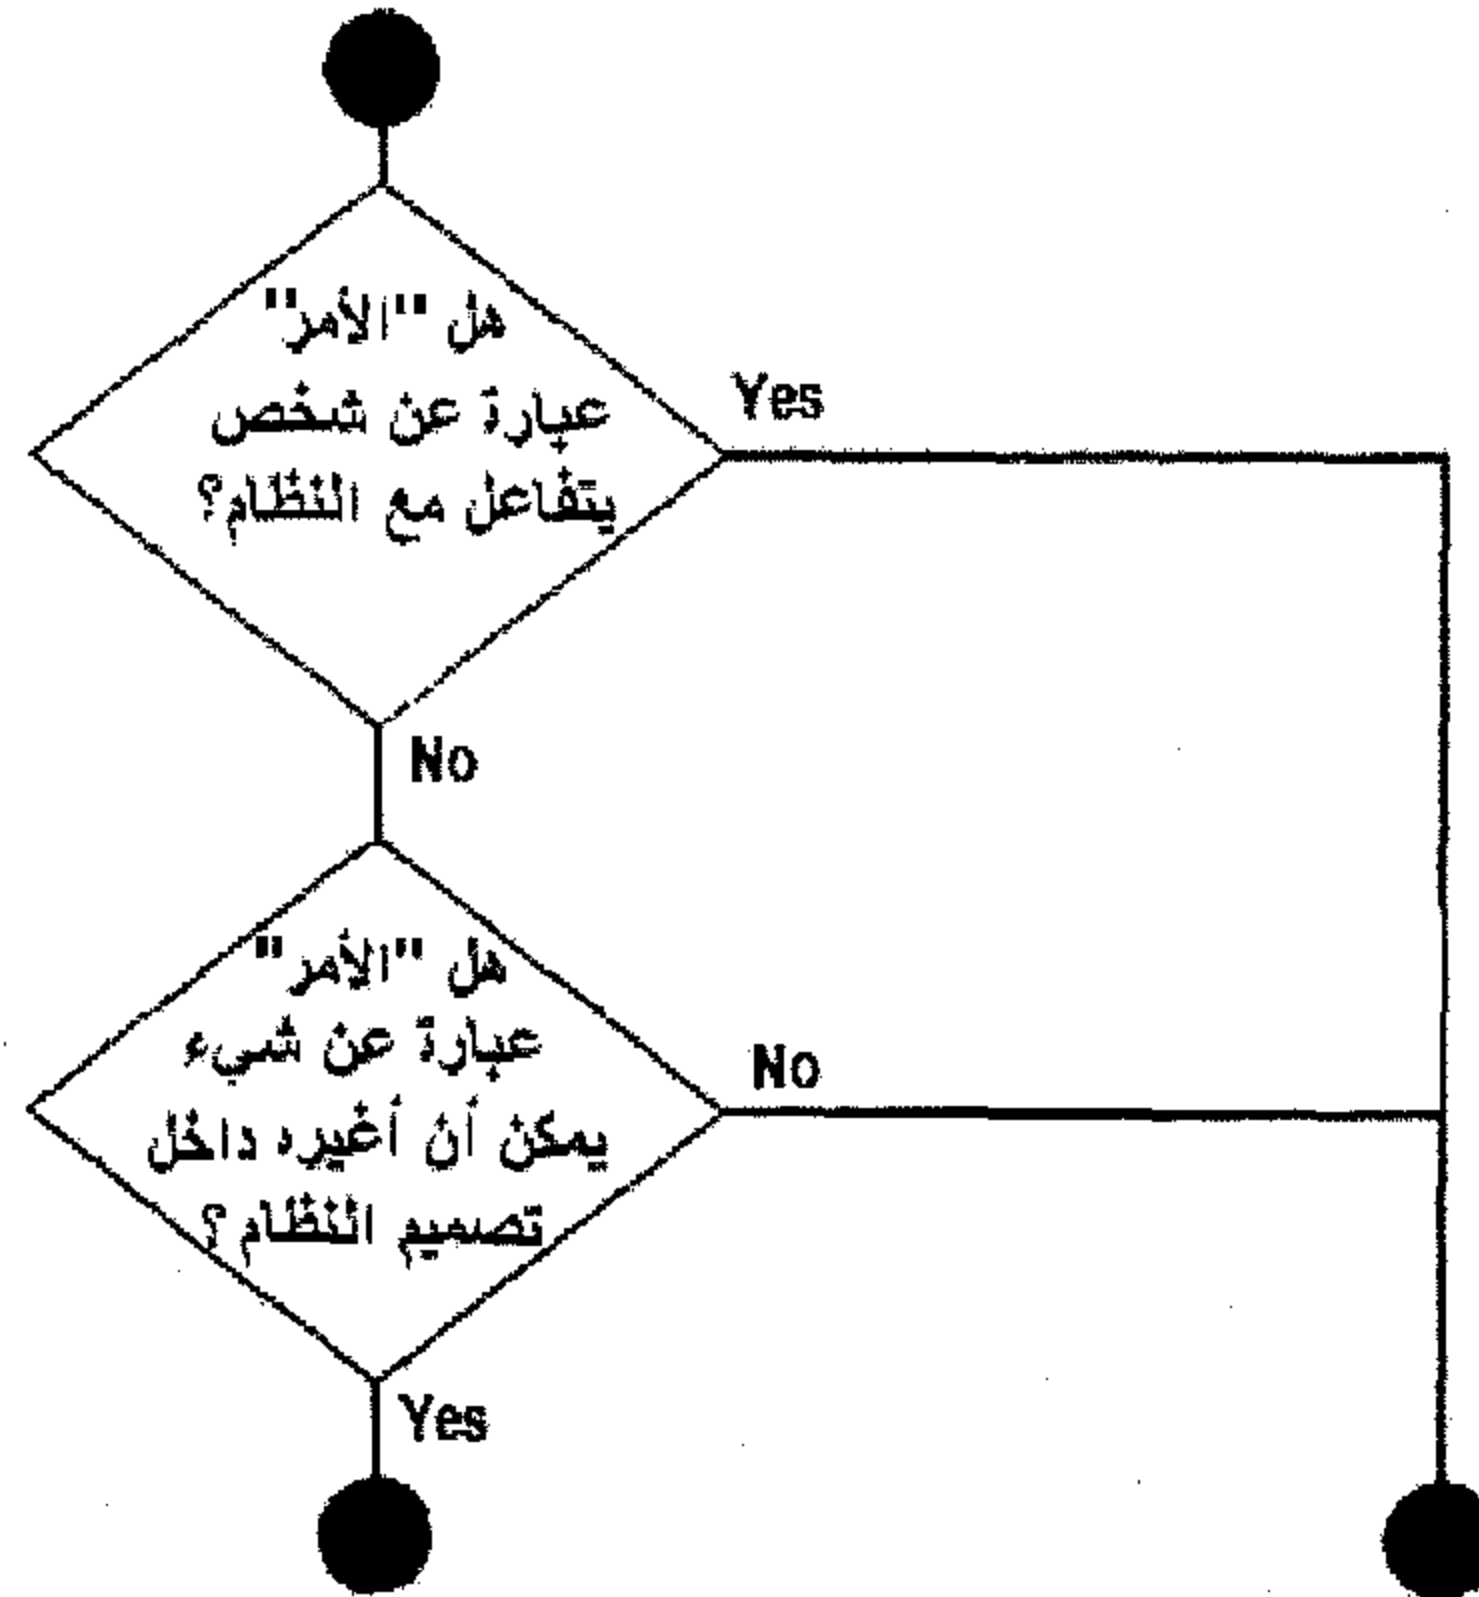 هل "الأمر"
عبارة عن شخص
يتفاعل مع النظام؟
Yes
No
هل "الأمر"
عبارة عن شيء
يمكن أن أغيره داخل
تصميم النظام ؟
No
Yes